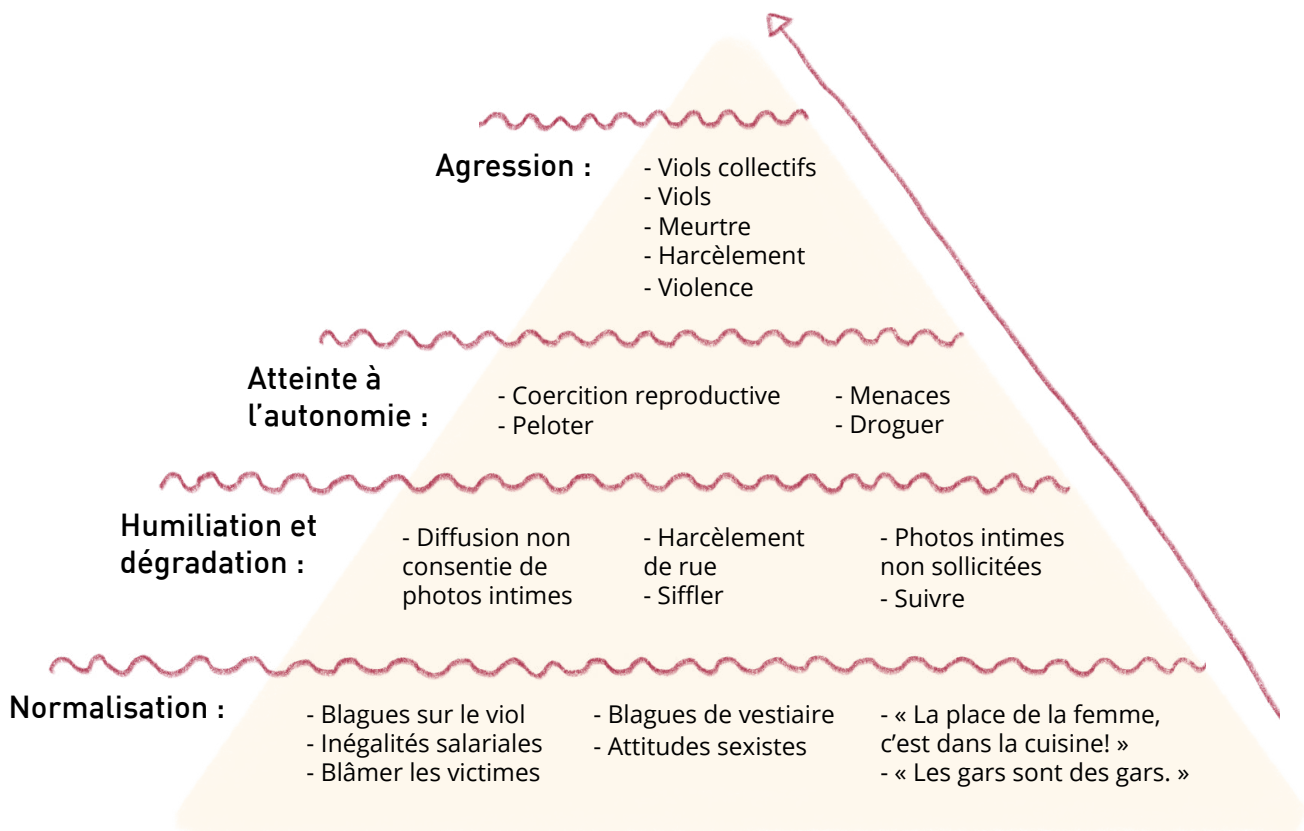 Agression :
- Viols collectifs
- Viols
- Meurtre
- Harcèlement
- Violence
Atteinte à
l'autonomie :
- Coercition reproductive
- Peloter
- Menaces
- Droguer
Humiliation et
dégradation :
- Diffusion non
consentie de
photos intimes
- Harcèlement
de rue
- Siffler
- Photos intimes
non sollicitées
- Suivre
Normalisation :
- Blagues sur le viol
- Inégalités salariales
- Blâmer les victimes
- Blagues de vestiaire
- Attitudes sexistes
- « La place de la femme,
c'est dans la cuisine! »
- « Les gars sont des gars. »